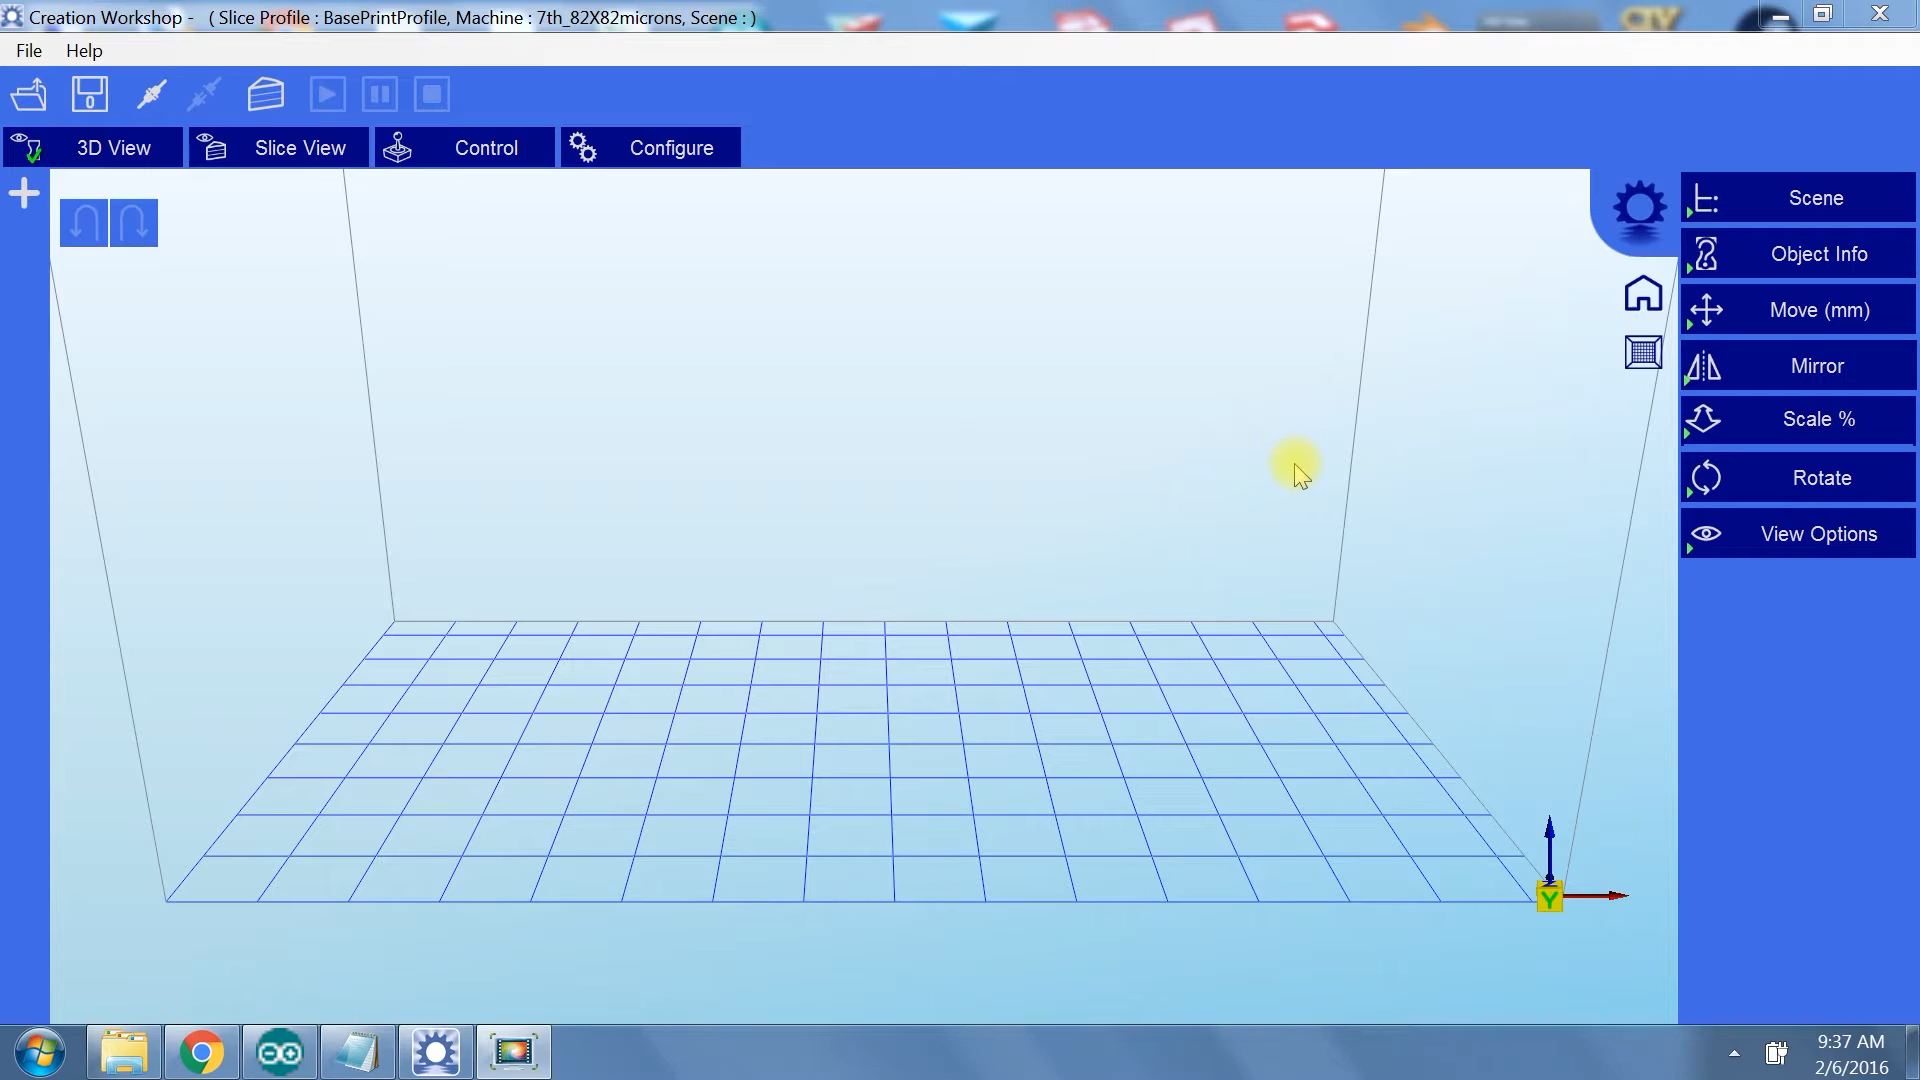 Creation Workshop -   ( Slice Profile : BasePrintProfile, Machine : 7th_82X82microns, Scene : )
File Help
3D View Slice View Control Configure
Scene
Object Info
Move (mm)
Mirror
Scale %
Rotate
View Options
Z
Y
9:37 AM
2/6/2016